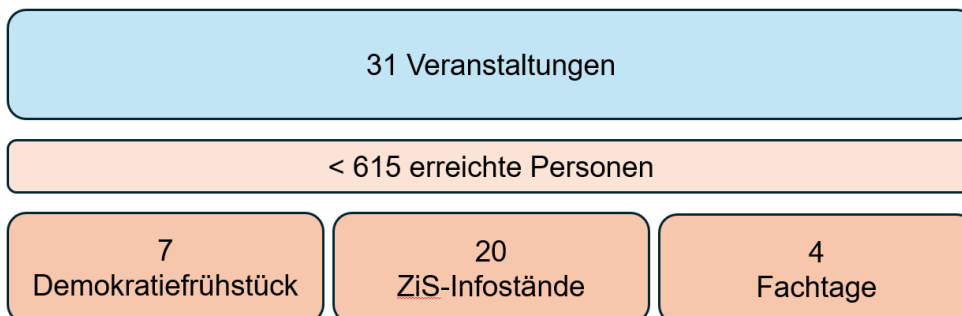 31 Veranstaltungen
< 615 erreichte Personen
7
Demokratiefrühstück
20
ZiS-Infostände
4
Fachtage